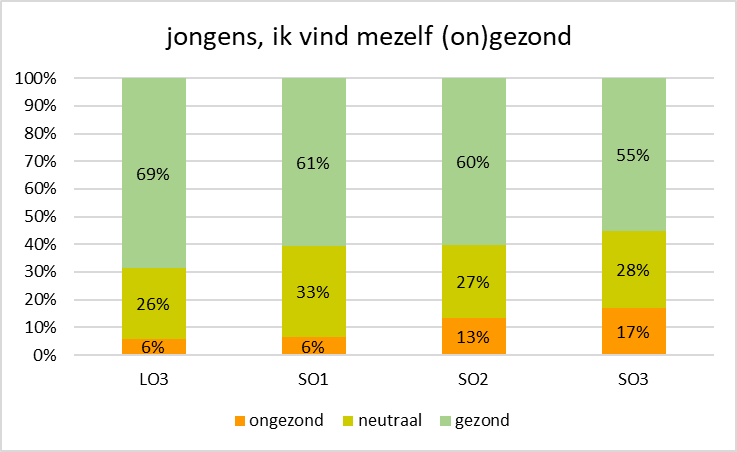 jongens, ik vind mezelf (on)gezond
100%
90%
80%
70%
60%
50%
40%
30%
20%
10%
0%
69% 61% 60% 55%
26% 33% 27% 28%
6% 6% 13% 17%
LO3 SO1 SO2 SO3
ongezond neutraal gezond